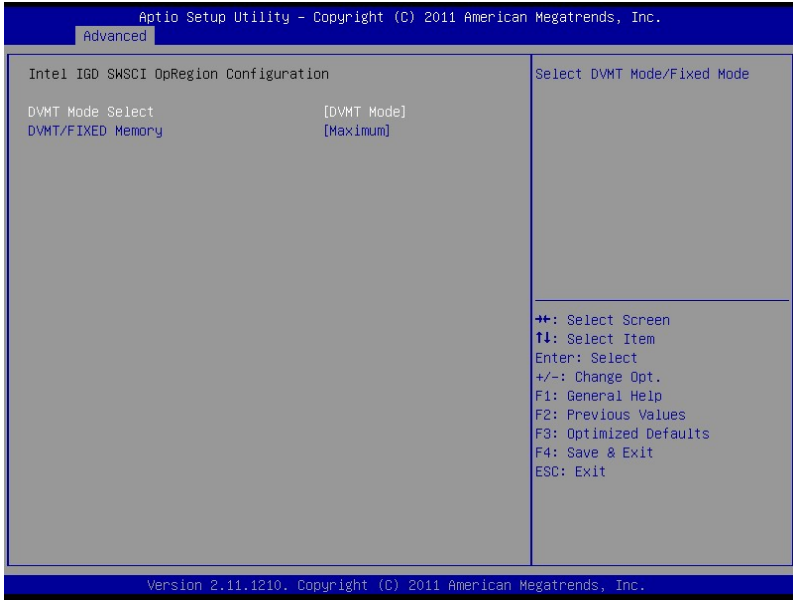 Aptio Setup Utility – Copyright (C) 2011 American Megatrends, Inc.
Advanced
Intel IGD SWSCI OpRegion Configuration
DVMT Mode Select [DVMT Mode]
DVMT/FIXED Memory [Maximum]
Select DVMT Mode/Fixed Mode
→←: Select Screen
↑↓: Select Item
Enter: Select
+/-: Change Opt.
F1: General Help
F2: Previous Values
F3: Optimized Defaults
F4: Save & Exit
ESC: Exit
Version 2.11.1210. Copyright (C) 2011 American Megatrends, Inc.